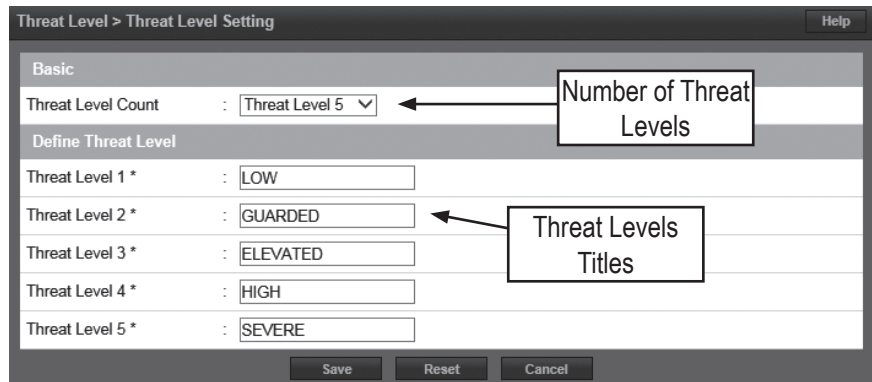 Threat Level > Threat Level Setting
Help
Basic
Threat Level Count : Threat Level 5
Number of Threat
Levels
Define Threat Level
Threat Level 1 * : LOW
Threat Level 2 * : GUARDED
Threat Levels
Titles
Threat Level 3 * : ELEVATED
Threat Level 4 * : HIGH
Threat Level 5 * : SEVERE
Save Reset Cancel